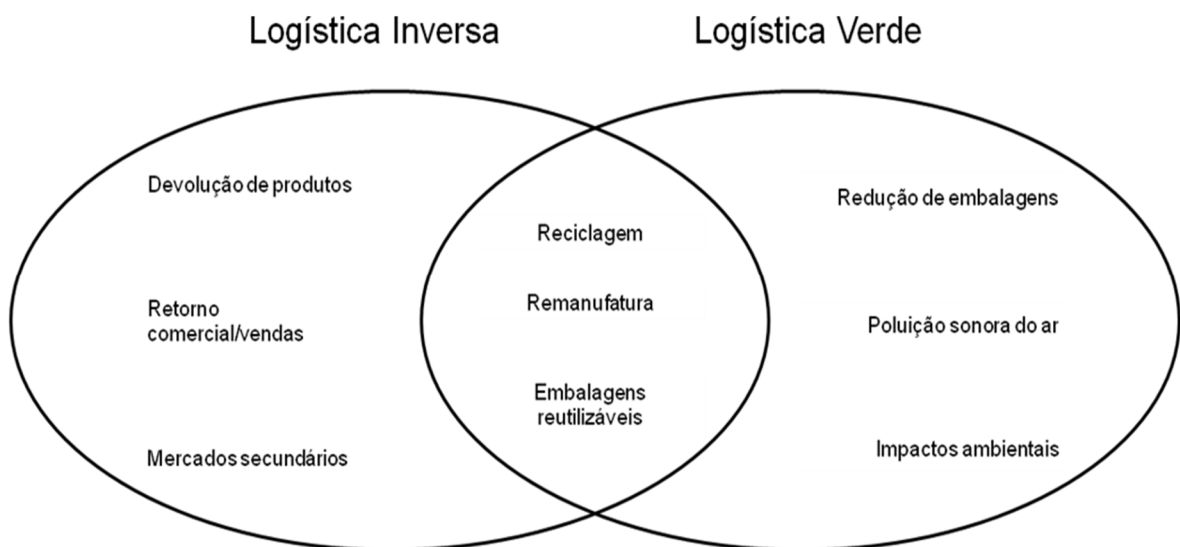 Logística Inversa
Logística Verde
Devolução de produtos
Retorno
comercial/vendas
Mercados secundários
Reciclagem
Remanufatura
Embalagens
reutilizáveis
Redução de embalagens
Poluição sonora do ar
Impactos ambientais